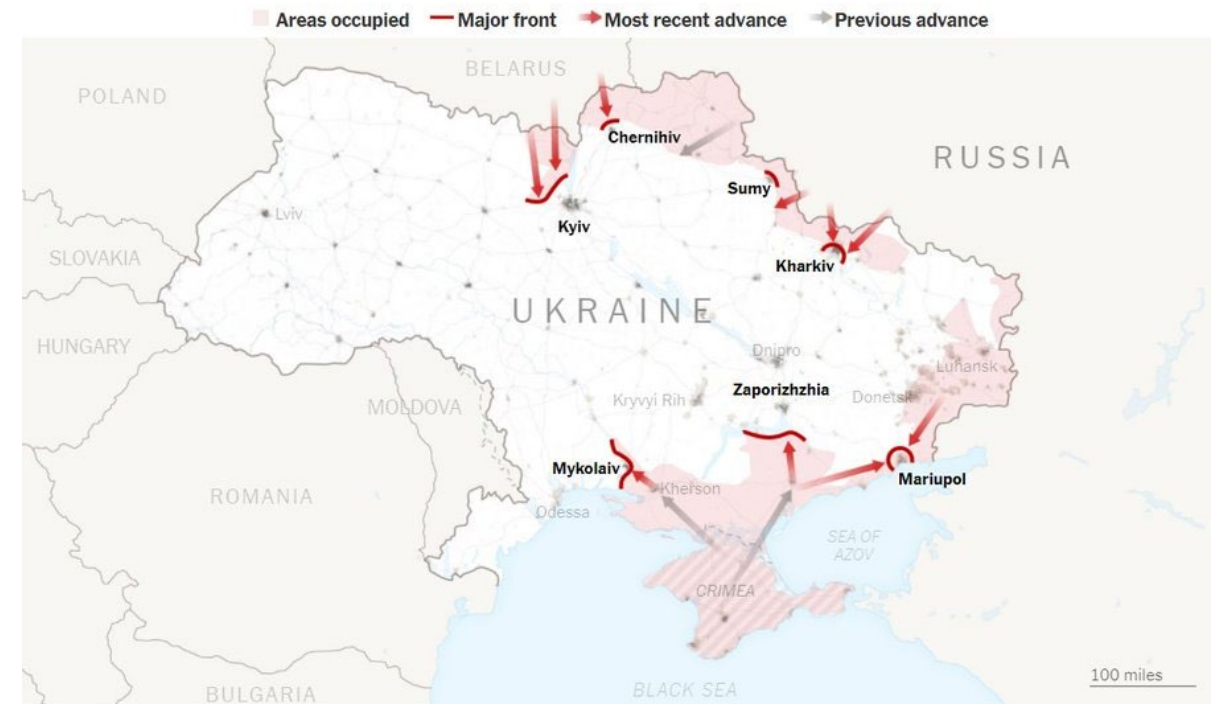 Areas occupied
Major front
Most recent advance
Previous advance
BELARUS
POLAND
Chernihiv
RUSSIA
Sumy
Lviv
Kyiv
SLOVAKIA
Kharkiv
UKRAINE
HUNGARY
Dnipro
Luhansk
Zaporizhzhia
Donetsk
Kryvyi Rih
MOLDOVA
Mykolaiv
Mariupol
Kherson
ROMANIA
Odessa
SEA OF
AZOV
CRIMEA
100 miles
BLACK SEA
BULGARIA